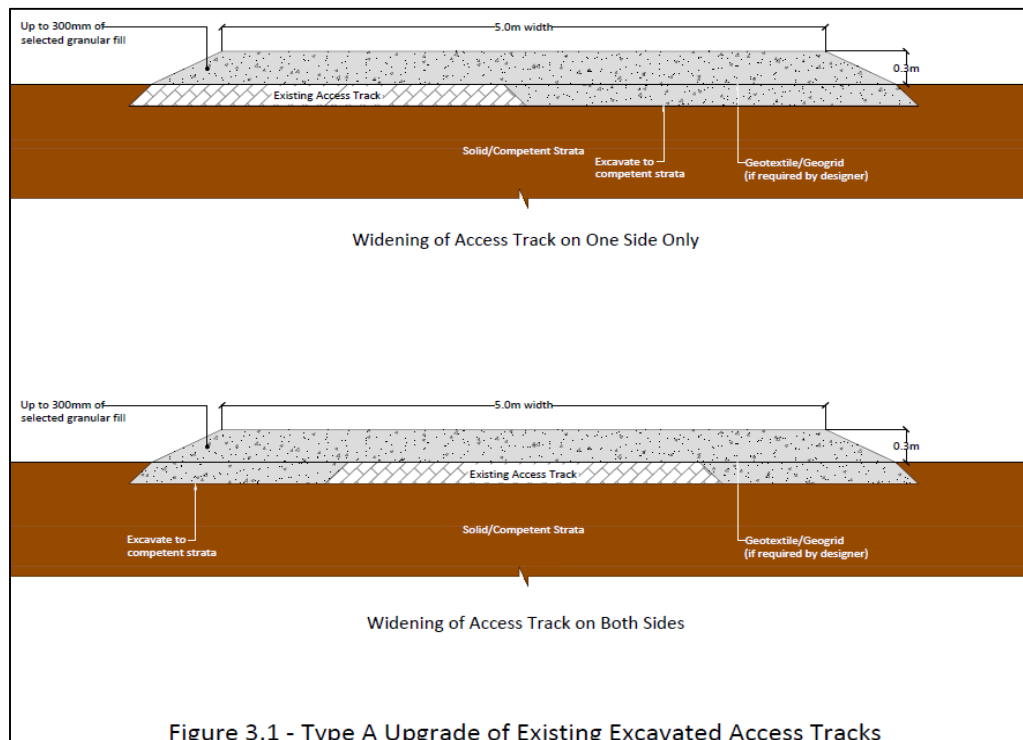 Up to 300mm of
selected granular fill
5.0m width
0.3m
Existing Access Track
Solid/Competent Strata
Excavate to
competent strata
Geotextile/Geogrid
(if required by designer)
Widening of Access Track on One Side Only
Up to 300mm of
selected granular fill
5.0m width
0.3m
Existing Access Track
Solid/Competent Strata
Excavate to
competent strata
Geotextile/Geogrid
(if required by designer)
Widening of Access Track on Both Sides
Figure 3.1 - Type A Upgrade of Existing Excavated Access Tracks